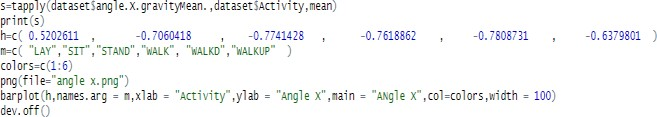 s=tapply(dataset$angle.X.gravityMean.,dataset$Activity,mean)
print(s)
h=c( 0.5202611 , -0.7060418 , -0.7741428 , -0.7618862 , -0.7808731 , -0.6379801 )
m=c( "LAY","SIT","STAND","WALK", "WALKD","WALKUP" )
colors=c(1:6)
png(file="angle x.png")
barplot(h,names.arg = m,xlab = "Activity",ylab = "Angle X",main = "ANgle X",col=colors,width = 100)
dev.off()